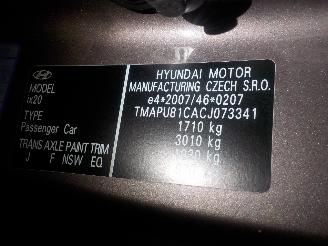 HYUNDAI MOTOR
MANUFACTURING CZECH S.R.O.
e4*2007/46*0207
TMAPU81CACJ073341
1710 kg
3010 kg
MODEL
ix20
TYPE
Passenger Car
TRANS AXLE PAINT TRIM
J F NSW EQ